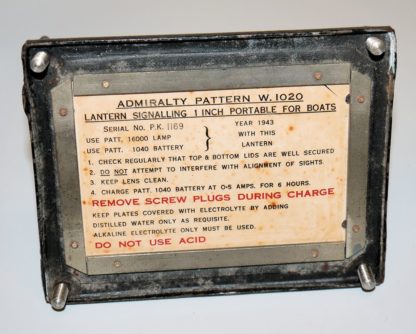 ADMIRALTY PATTERN W.1020
LANTERN SIGNALLING 1 INCH PORTABLE FOR BOATS
SERIAL NO. P.K. 1169 YEAR 1943
USE PATT. 16000 LAMP } WITH THIS
USE PATT. 1040 BATTERY } LANTERN
1. CHECK REGULARLY THAT TOP & BOTTOM LIDS ARE WELL SECURED
2. DO NOT ATTEMPT TO INTERFERE WITH ALIGNMENT OF SIGHTS.
3. KEEP LENS CLEAN.
4. CHARGE PATT. 1040 BATTERY AT 0·5 AMPS. FOR 6 HOURS.
REMOVE SCREW PLUGS DURING CHARGE
KEEP PLATES COVERED WITH ELECTROLYTE BY ADDING
DISTILLED WATER ONLY AS REQUISITE.
ALKALINE ELECTROLYTE ONLY MUST BE USED.
DO NOT USE ACID